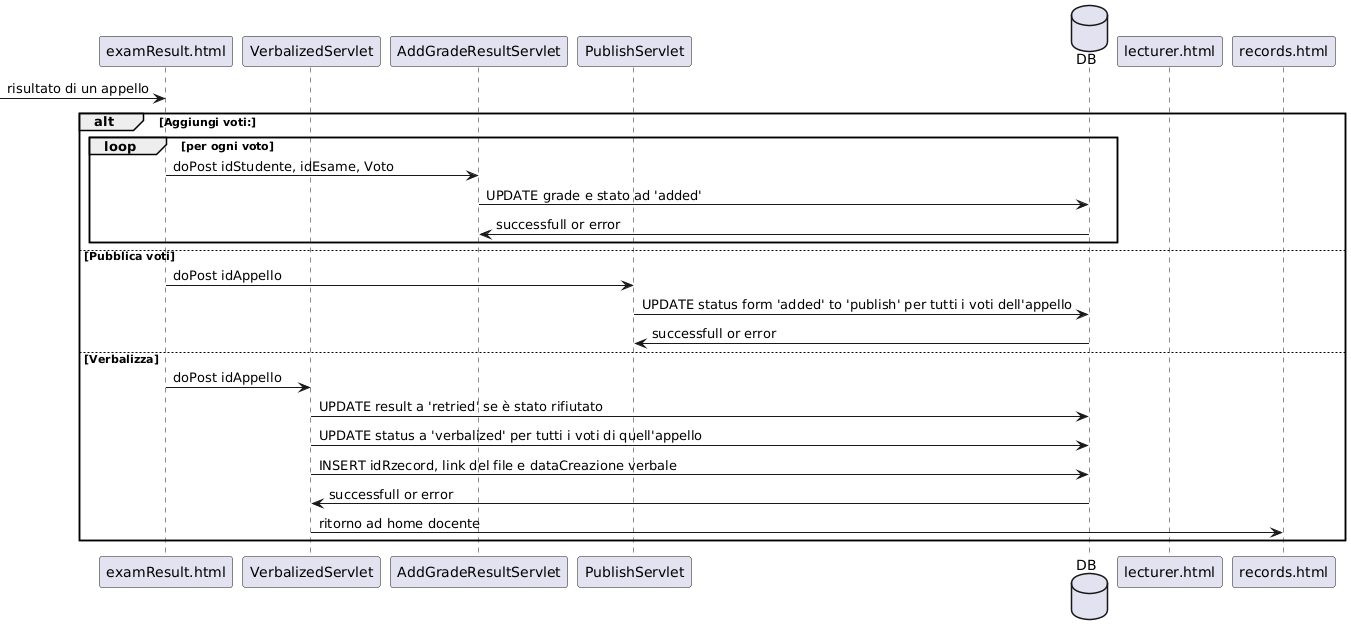 DB
examResult.html VerbalizedServlet AddGradeResultServlet PublishServlet lecturer.html records.html
risultato di un appello
alt [Aggiungi voti:]
loop [per ogni voto]
doPost idStudente, idEsame, Voto
UPDATE grade e stato ad 'added'
successfull or error
[Pubblica voti]
doPost idAppello
UPDATE status form 'added' to 'publish' per tutti i voti dell'appello
successfull or error
[Verbalizza]
doPost idAppello
UPDATE result a 'retried' se è stato rifiutato
UPDATE status a 'verbalized' per tutti i voti di quell'appello
INSERT idRzecord, link del file e dataCreazione verbale
successfull or error
ritorno ad home docente
examResult.html VerbalizedServlet AddGradeResultServlet PublishServlet DB lecturer.html records.html